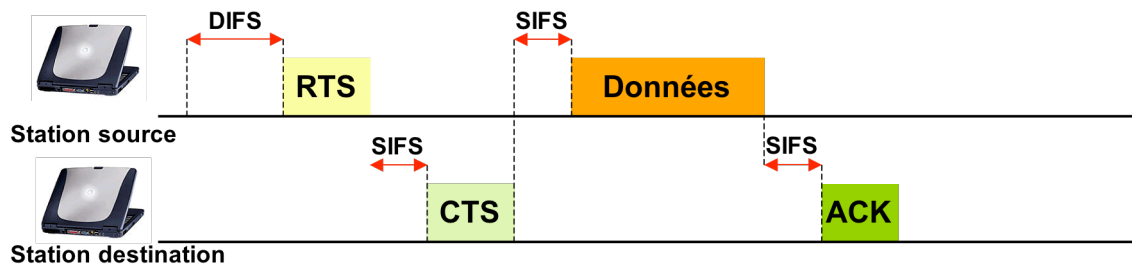 DIFS
SIFS
RTS
Données
Station source
SIFS
SIFS
CTS
ACK
Station destination